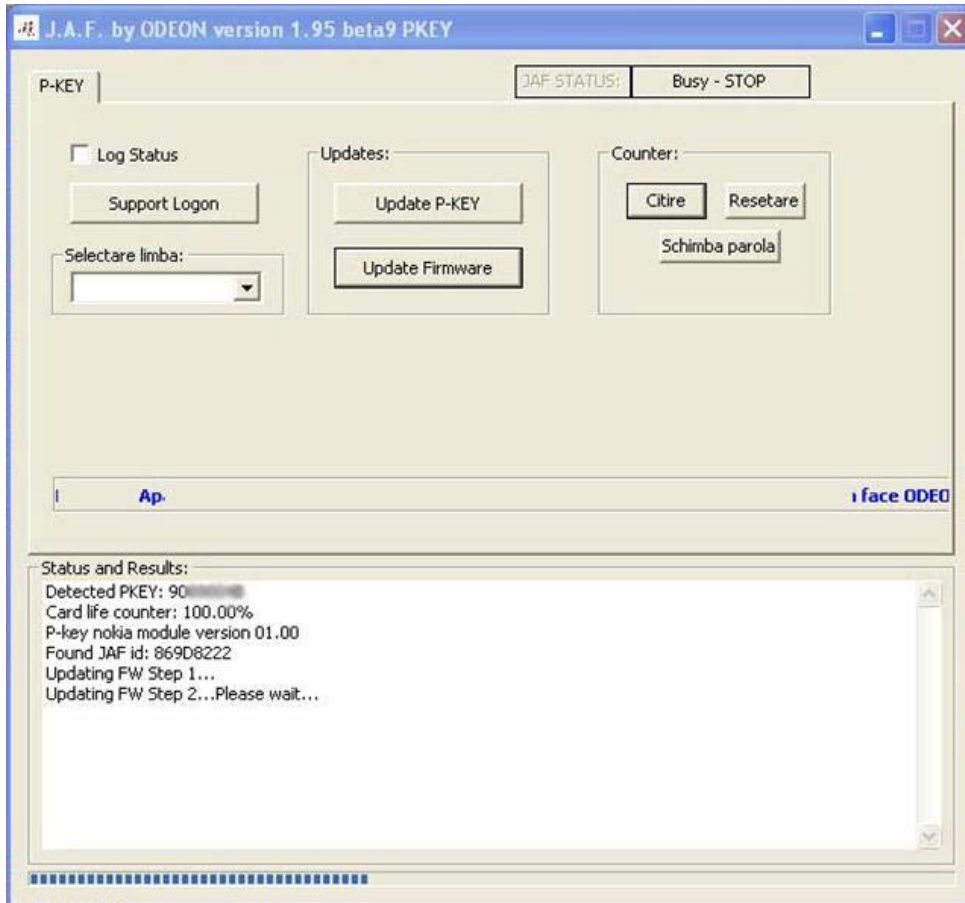 J.A.F. by ODEON version 1.95 beta9 PKEY
P-KEY
JAF STATUS:
Busy - STOP
Log Status
Support Logon
Selectare limba:
Updates:
Update P-KEY
Update Firmware
Counter:
Citire
Resetare
Schimba parola
Ap
face ODEO
Status and Results:
Detected PKEY: 90
Card life counter: 100.00%
P-key nokia module version 01.00
Found JAF id: 869D8222
Updating FW Step 1...
Updating FW Step 2...Please wait...